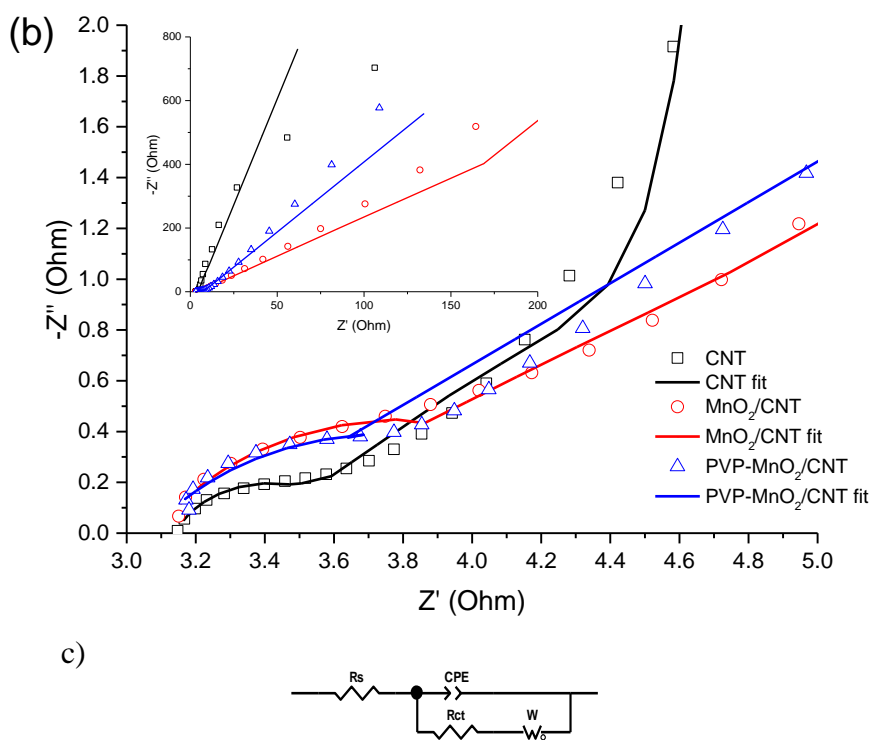 (b)
2.0
1.8
1.6
1.4
1.2
1.0
0.8
0.6
0.4
0.2
0.0
-Z'' (Ohm)
3.0 3.2 3.4 3.6 3.8 4.0 4.2 4.4 4.6 4.8 5.0
Z' (Ohm)
800
600
400
200
0
-Z'' (Ohm)
0 50 100 150 200
Z' (Ohm)
CNT
CNT fit
MnO₂/CNT
MnO₂/CNT fit
PVP-MnO₂/CNT
PVP-MnO₂/CNT fit
c)
Rs CPE
Rct W
o